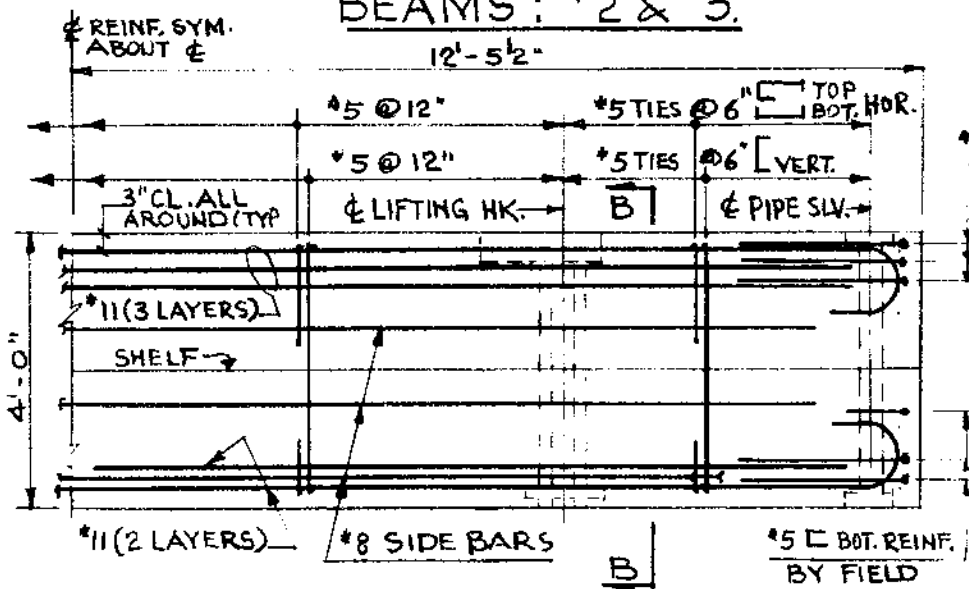 BEAMS: 2 & 3.
℄ REINF. SYM.
ABOUT ℄
12'-5 1/2"
#5 @ 12"
#5 TIES @ 6" TOP
BOT. HOR.
#5 @ 12"
#5 TIES @ 6" [ VERT.
3" CL. ALL
AROUND (TYP
℄ LIFTING HK.
B
℄ PIPE SLV.
#11 (3 LAYERS)
SHELF
4'-0"
#11 (2 LAYERS)
#8 SIDE BARS
B
#5 ⊏ BOT. REINF.
BY FIELD